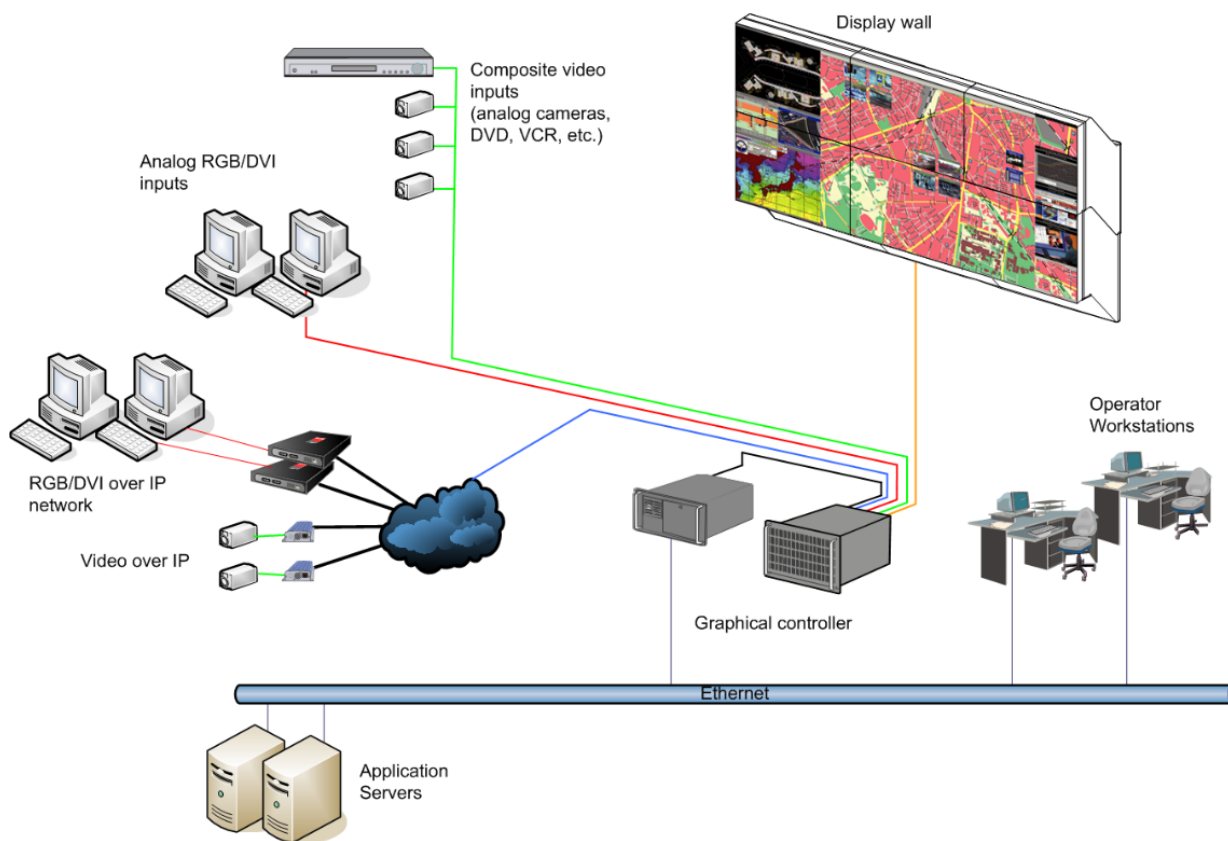 Display wall
Composite video
inputs
(analog cameras,
DVD, VCR, etc.)
Analog RGB/DVI
inputs
RGB/DVI over IP
network
Video over IP
Operator
Workstations
Graphical controller
Ethernet
Application
Servers